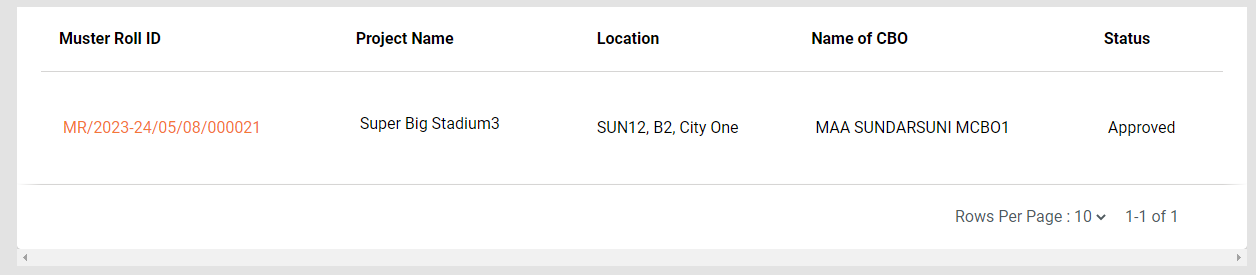 Muster Roll ID Project Name Location Name of CBO Status
MR/2023-24/05/08/000021 Super Big Stadium3 SUN12, B2, City One MAA SUNDARSUNI MCBO1 Approved
Rows Per Page : 10 1-1 of 1